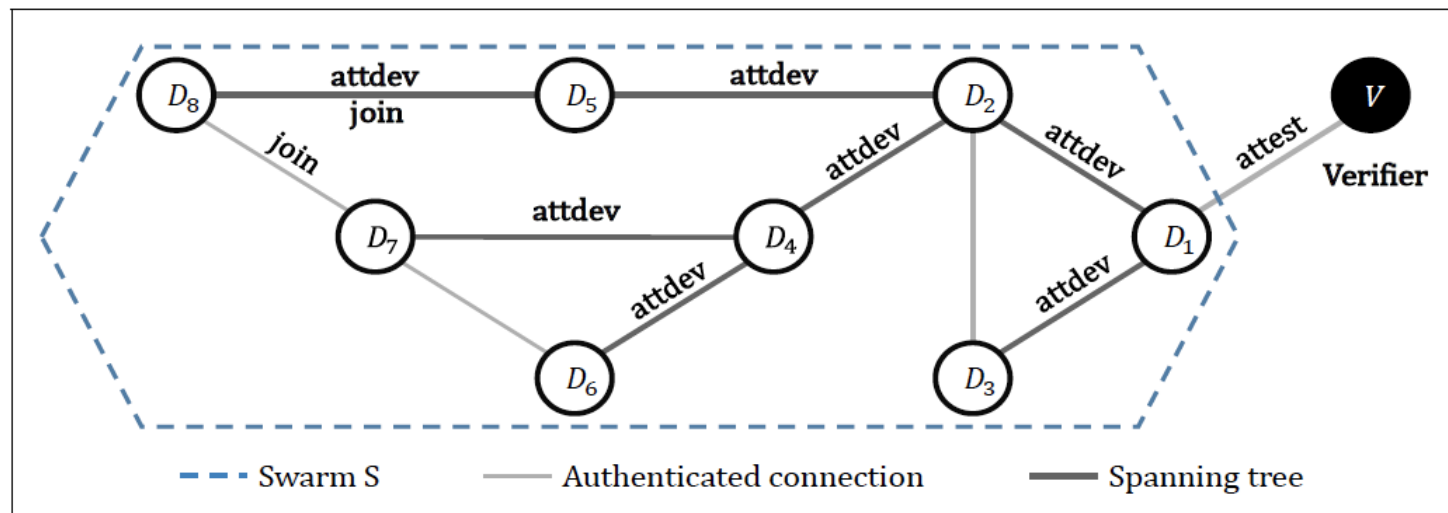 attdev
attdev
D8
D5
D2
V
join
join
attdev
attdev
attest
Verifier
attdev
D7
D4
D1
attdev
attdev
D6
D3
Swarm S
Authenticated connection
Spanning tree